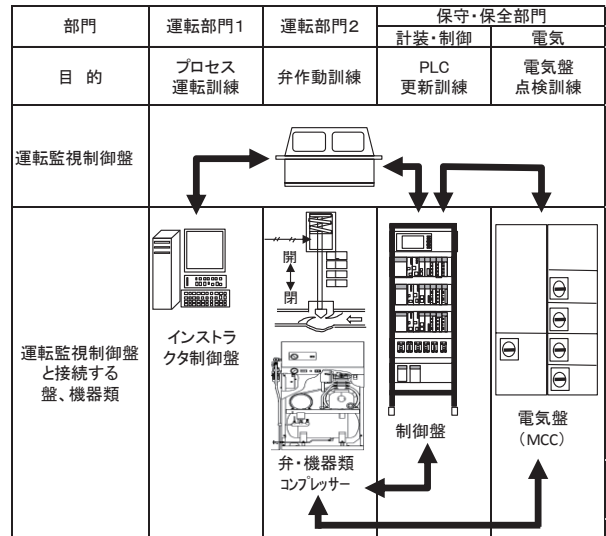 部門
運転部門1
運転部門2
保守・保全部門
計装・制御
電気
目 的
プロセス
運転訓練
弁作動訓練
PLC
更新訓練
電気盤
点検訓練
運転監視制御盤
運転監視制御盤
と接続する
盤、機器類
インストラ
クタ制御盤
開
閉
弁・機器類
コンプレッサー
制御盤
電気盤
(MCC)